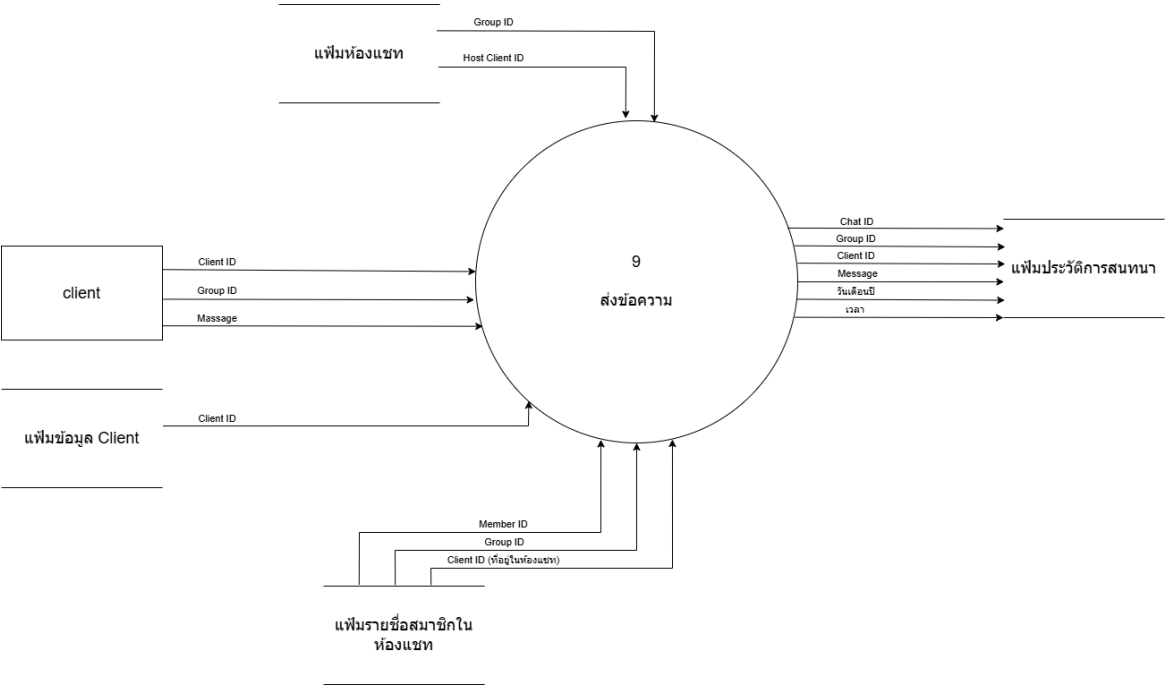 Group ID
แฟ้มห้องแชท
Host Client ID
Chat ID
Group ID
Client ID
Message
วันเดือนปี
เวลา
แฟ้มประวัติการสนทนา
9
ส่งข้อความ
client
Client ID
Group ID
Massage
แฟ้มข้อมูล Client
Client ID
Member ID
Group ID
Client ID (ที่อยู่ในห้องแชท)
แฟ้มรายชื่อสมาชิกใน
ห้องแชท